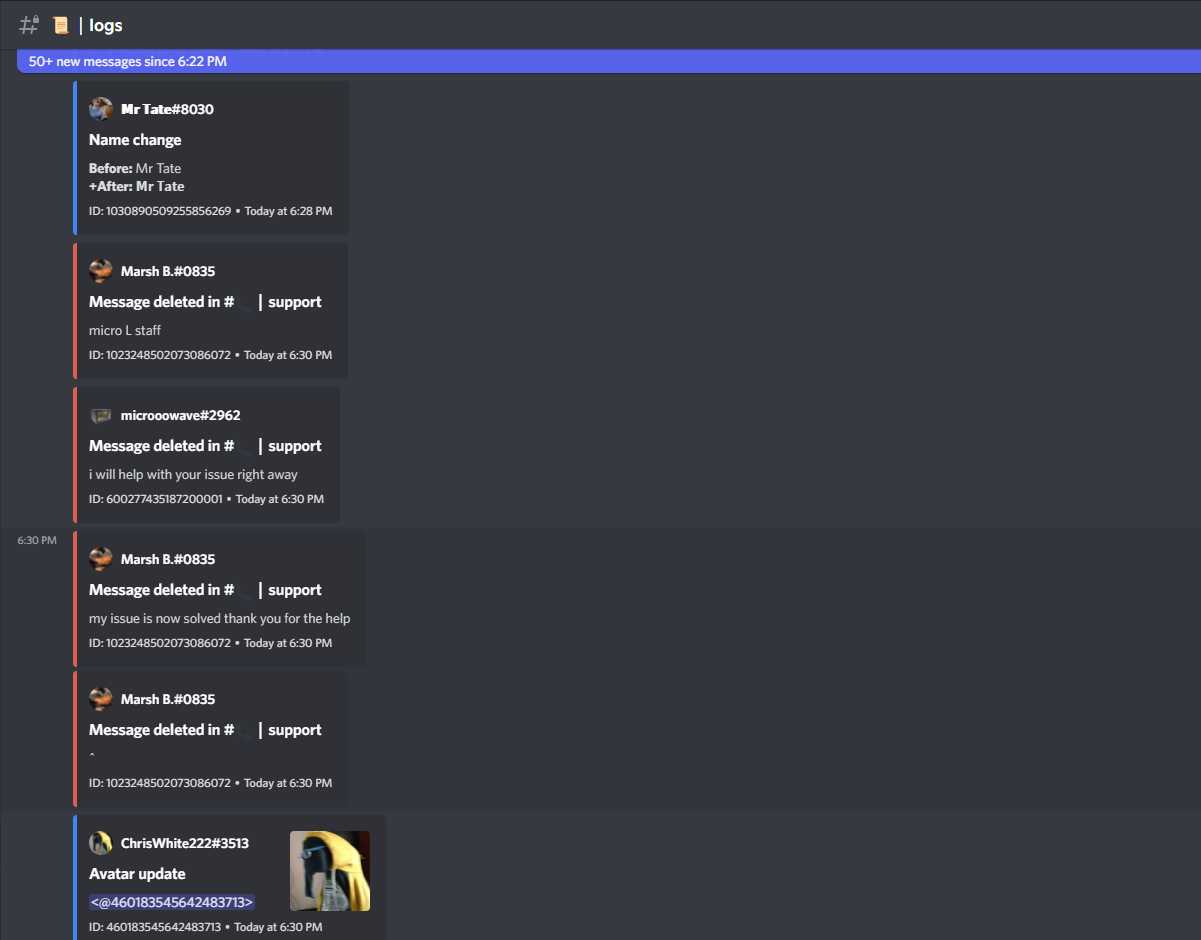 | logs
50+ new messages since 6:22 PM
Mr Tate#8030
Name change
Before: Mr Tate
+After: Mr Tate
ID: 1030890509255856269 • Today at 6:28 PM
Marsh B.#0835
Message deleted in # | support
micro L staff
ID: 1023248502073086072 • Today at 6:30 PM
microoowave#2962
Message deleted in # | support
i will help with your issue right away
ID: 600277435187200001 • Today at 6:30 PM
6:30 PM
Marsh B.#0835
Message deleted in # | support
my issue is now solved thank you for the help
ID: 1023248502073086072 • Today at 6:30 PM
Marsh B.#0835
Message deleted in # | support
^
ID: 1023248502073086072 • Today at 6:30 PM
ChrisWhite222#3513
Avatar update
<@460183545642483713>
ID: 460183545642483713 • Today at 6:30 PM